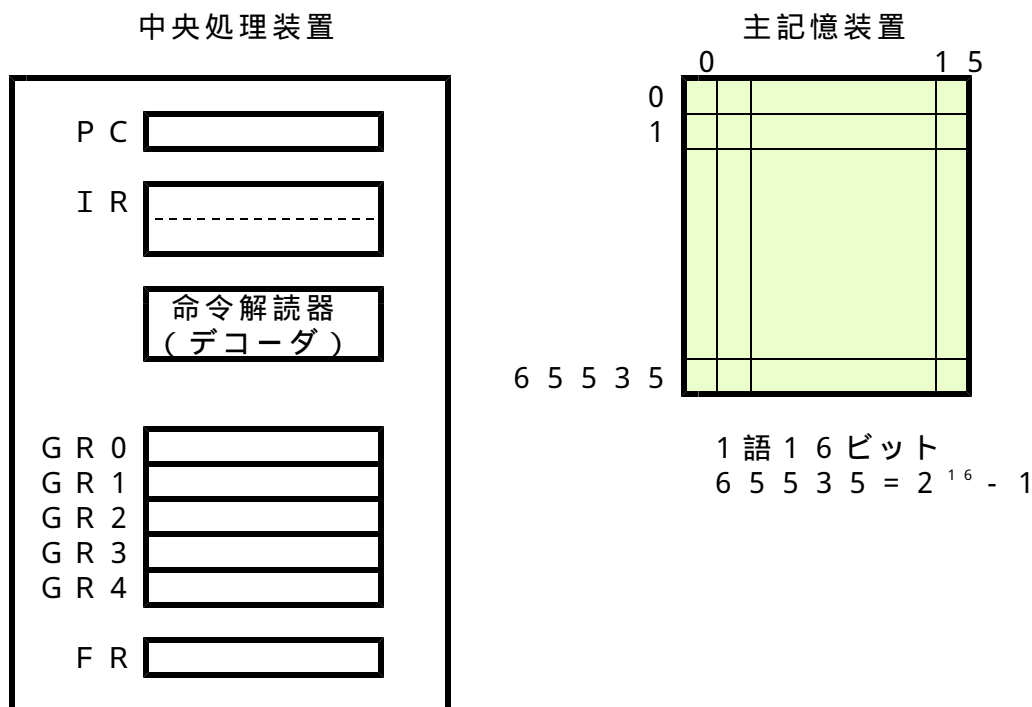 中央処理装置
PC
IR
命令解読器
(デコーダ)
GR0
GR1
GR2
GR3
GR4
FR
主記憶装置
0 15
0
1
65535
1語16ビット
65535=2¹⁶-1